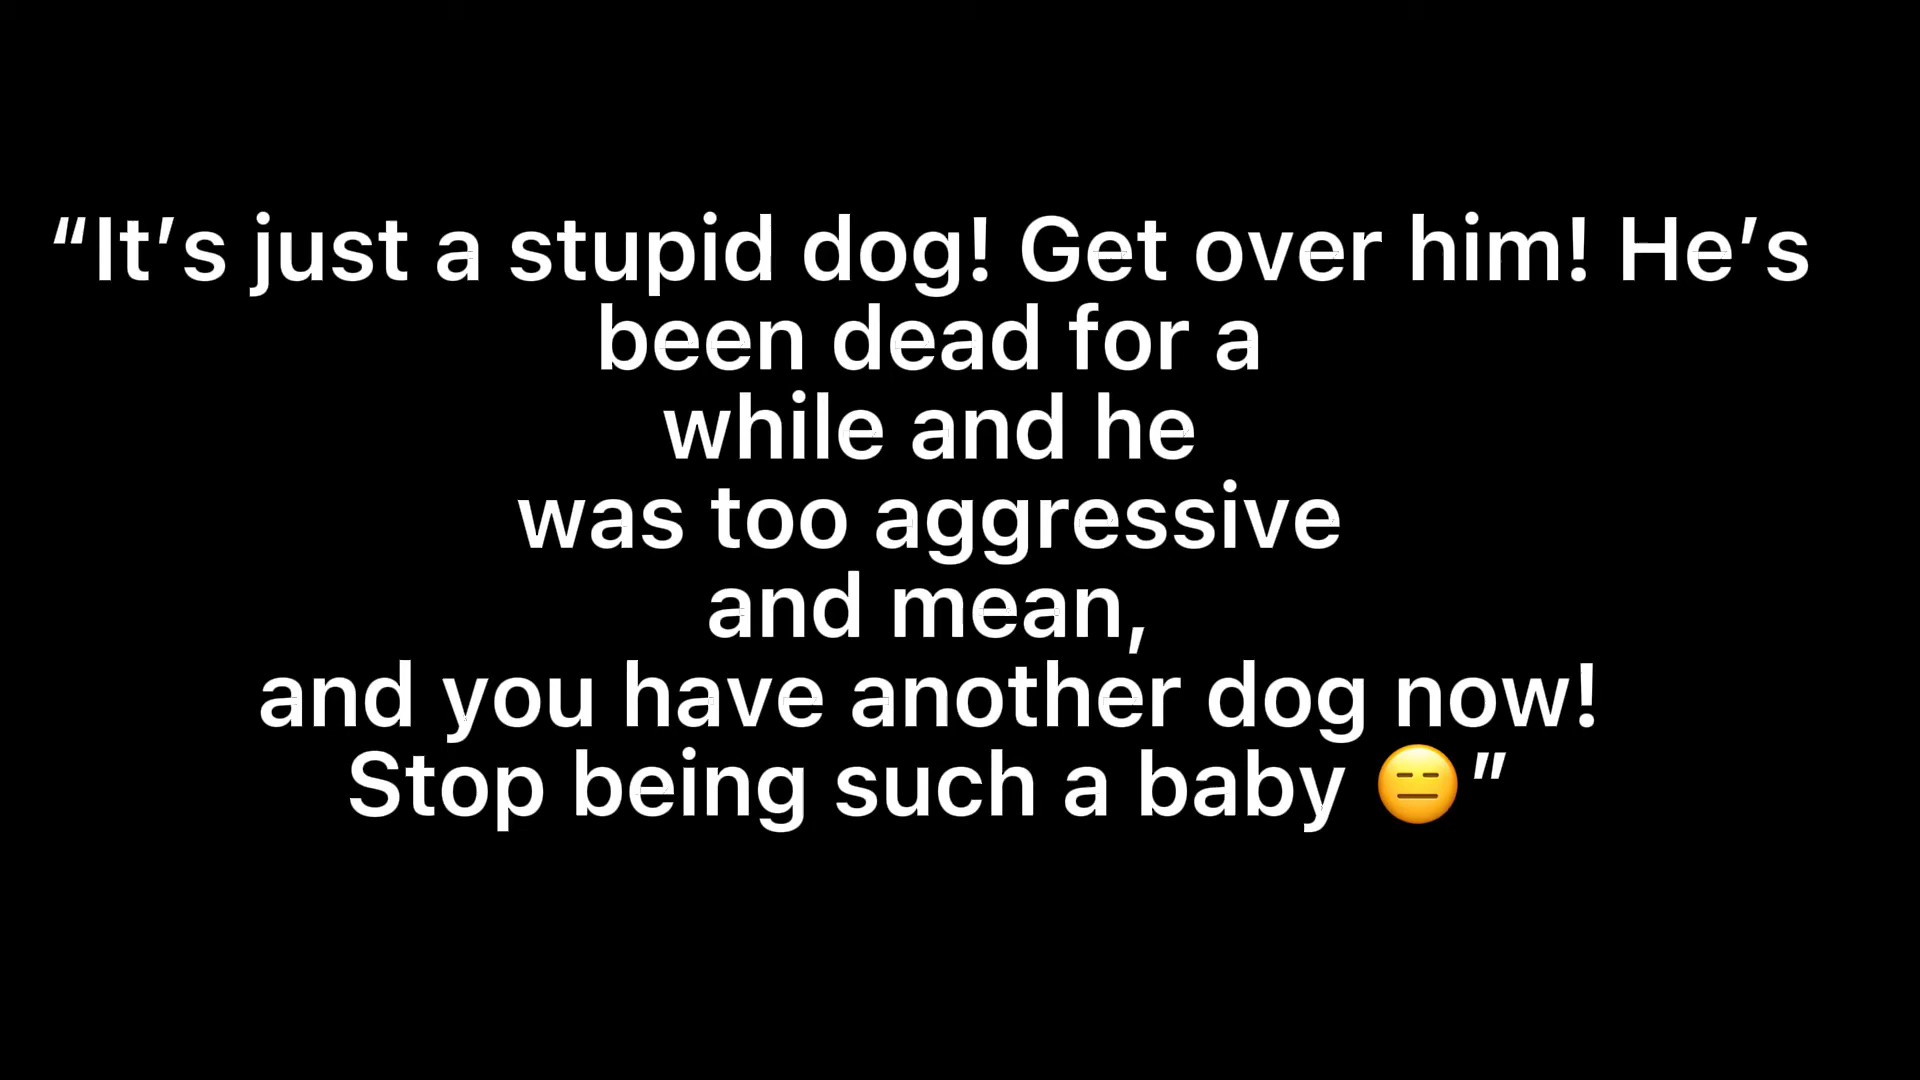 “It’s just a stupid dog! Get over him! He’s
been dead for a
while and he
was too aggressive
and mean,
and you have another dog now!
Stop being such a baby 😑”